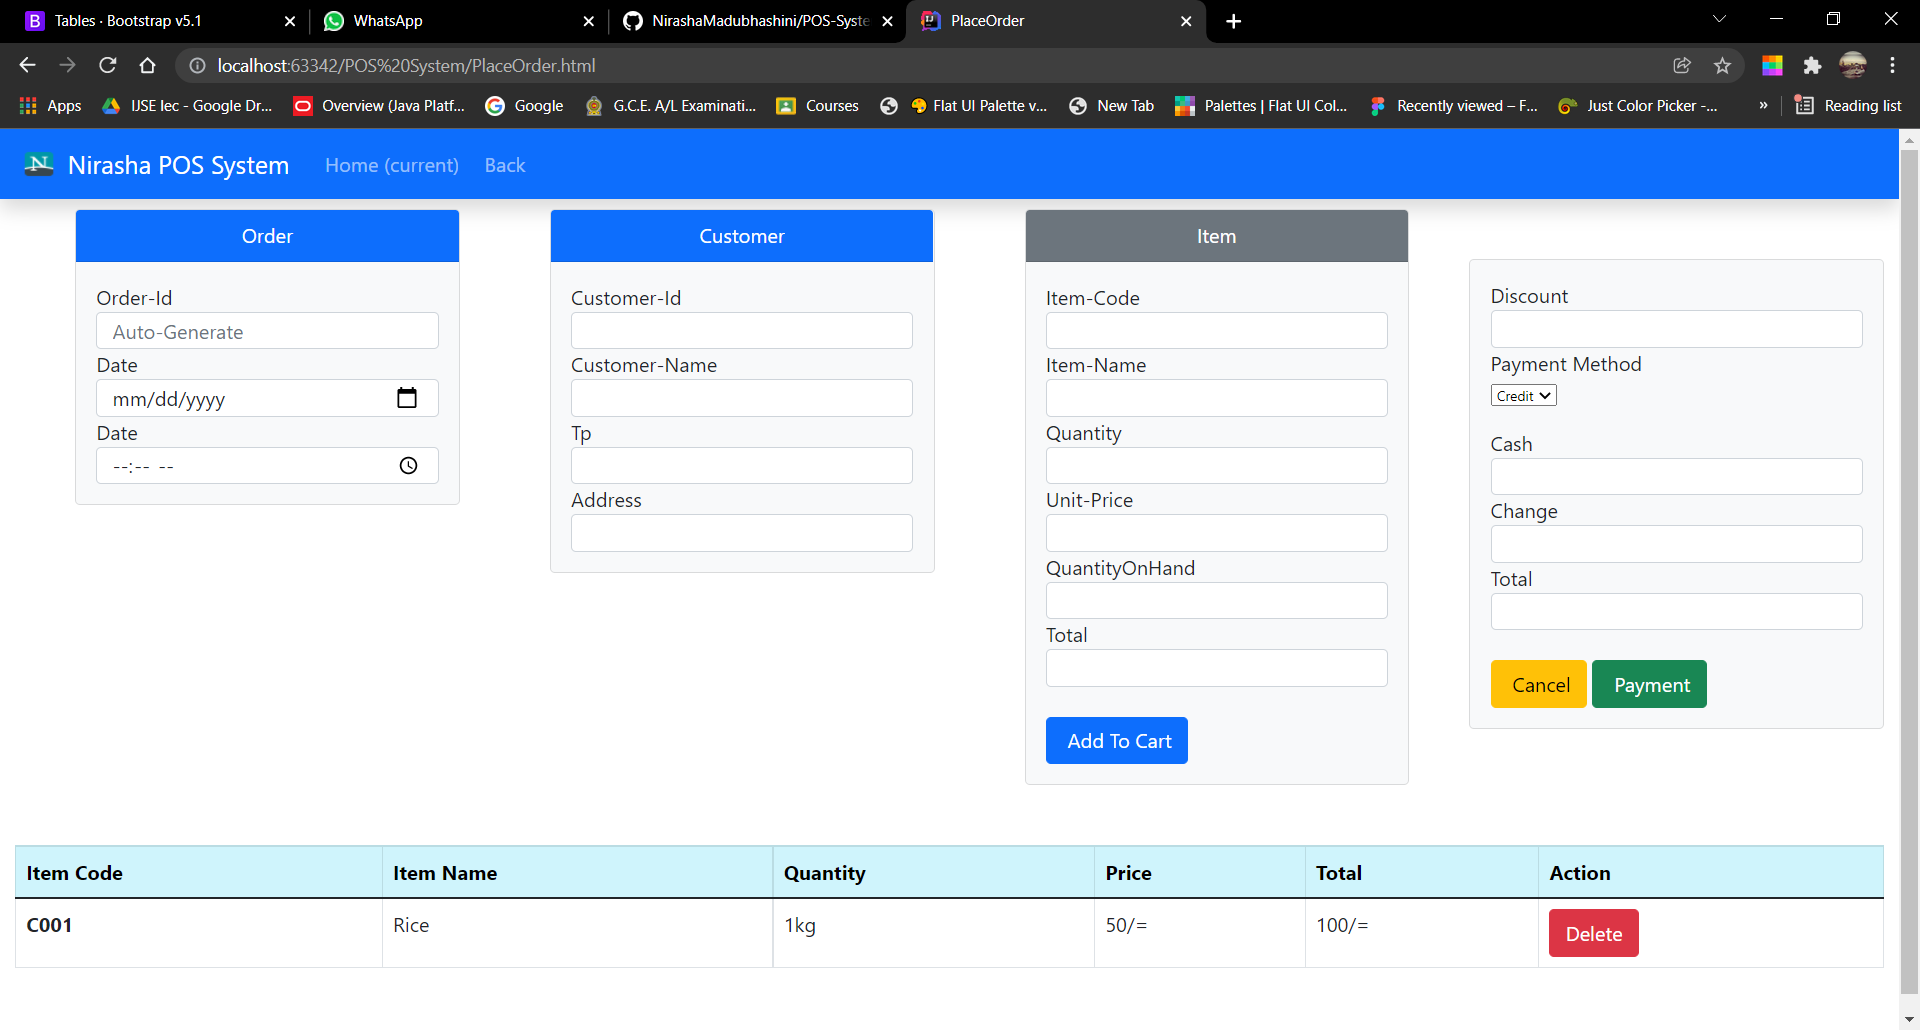 Tables · Bootstrap v5.1
WhatsApp
NirashaMadubhashini/POS-Syste
PlaceOrder
localhost:63342/POS%20System/PlaceOrder.html
Apps
IJSE lec - Google Dr...
Overview (Java Platf...
Google
G.C.E. A/L Examinati...
Courses
Flat UI Palette v...
New Tab
Palettes | Flat UI Col...
Recently viewed – F...
Just Color Picker -...
»
Reading list
N Nirasha POS System
Home (current)
Back
Order
Order-Id
Auto-Generate
Date
mm/dd/yyyy
Date
--:-- --
Customer
Customer-Id
Customer-Name
Tp
Address
Item
Item-Code
Item-Name
Quantity
Unit-Price
QuantityOnHand
Total
Add To Cart
Discount
Payment Method
Credit
Cash
Change
Total
Cancel Payment
Item Code Item Name Quantity Price Total Action
C001 Rice 1kg 50/= 100/= Delete